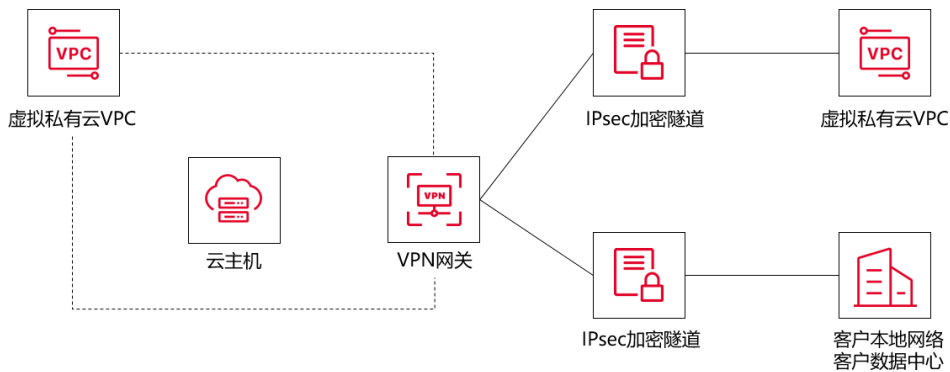 VPC
虚拟私有云VPC
云主机
VPN
VPN网关
IPsec加密隧道
VPC
虚拟私有云VPC
IPsec加密隧道
客户本地网络
客户数据中心